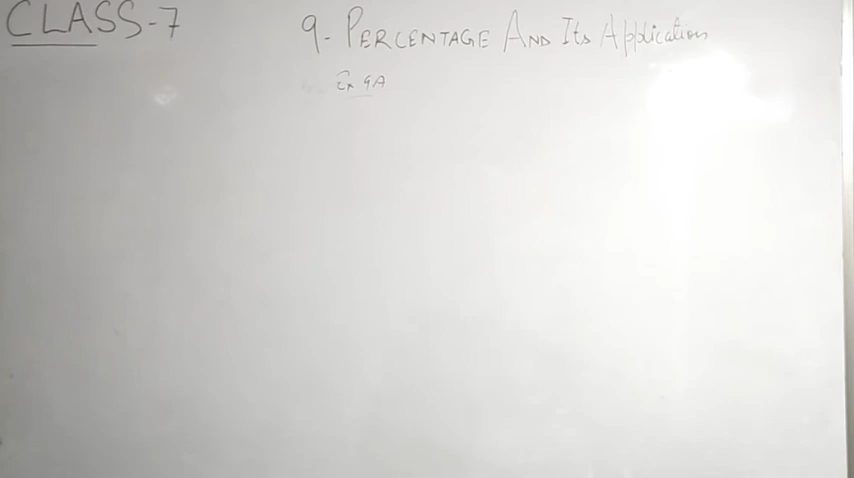 CLASS-7
9- PERCENTAGE AND Its Application
Ex 9A